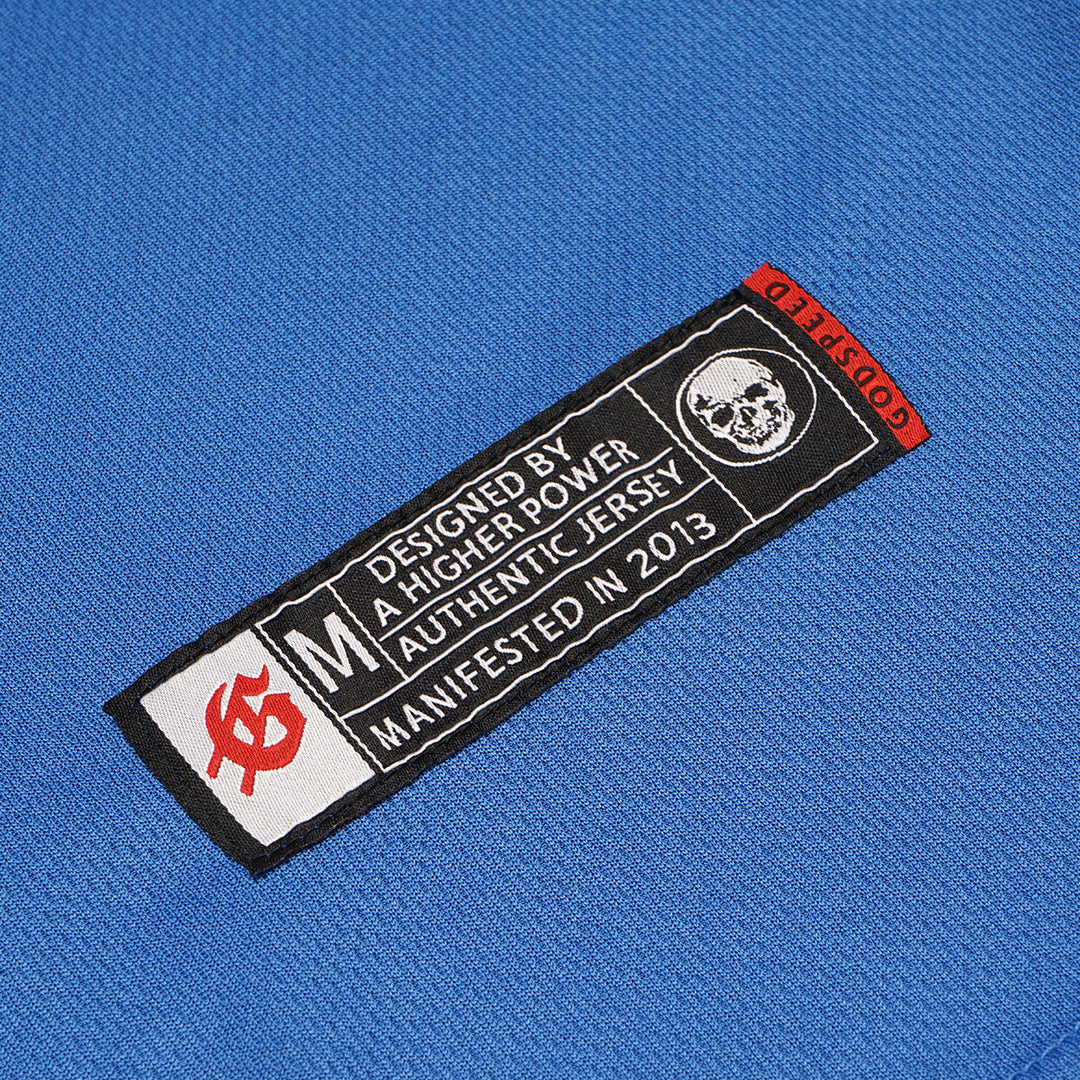 G
M
DESIGNED BY
A HIGHER POWER
AUTHENTIC JERSEY
MANIFESTED IN 2013
GODSPEED